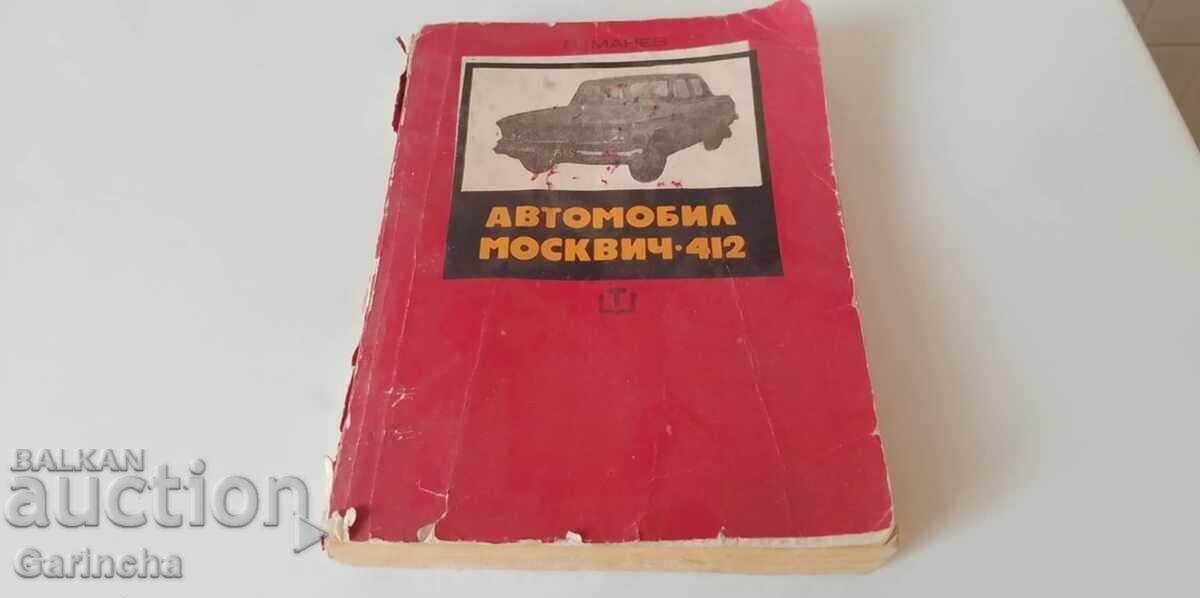 МАНЕВ
АВТОМОБИЛ
МОСКВИЧ·412
Т
BALKAN
auction
Garincha